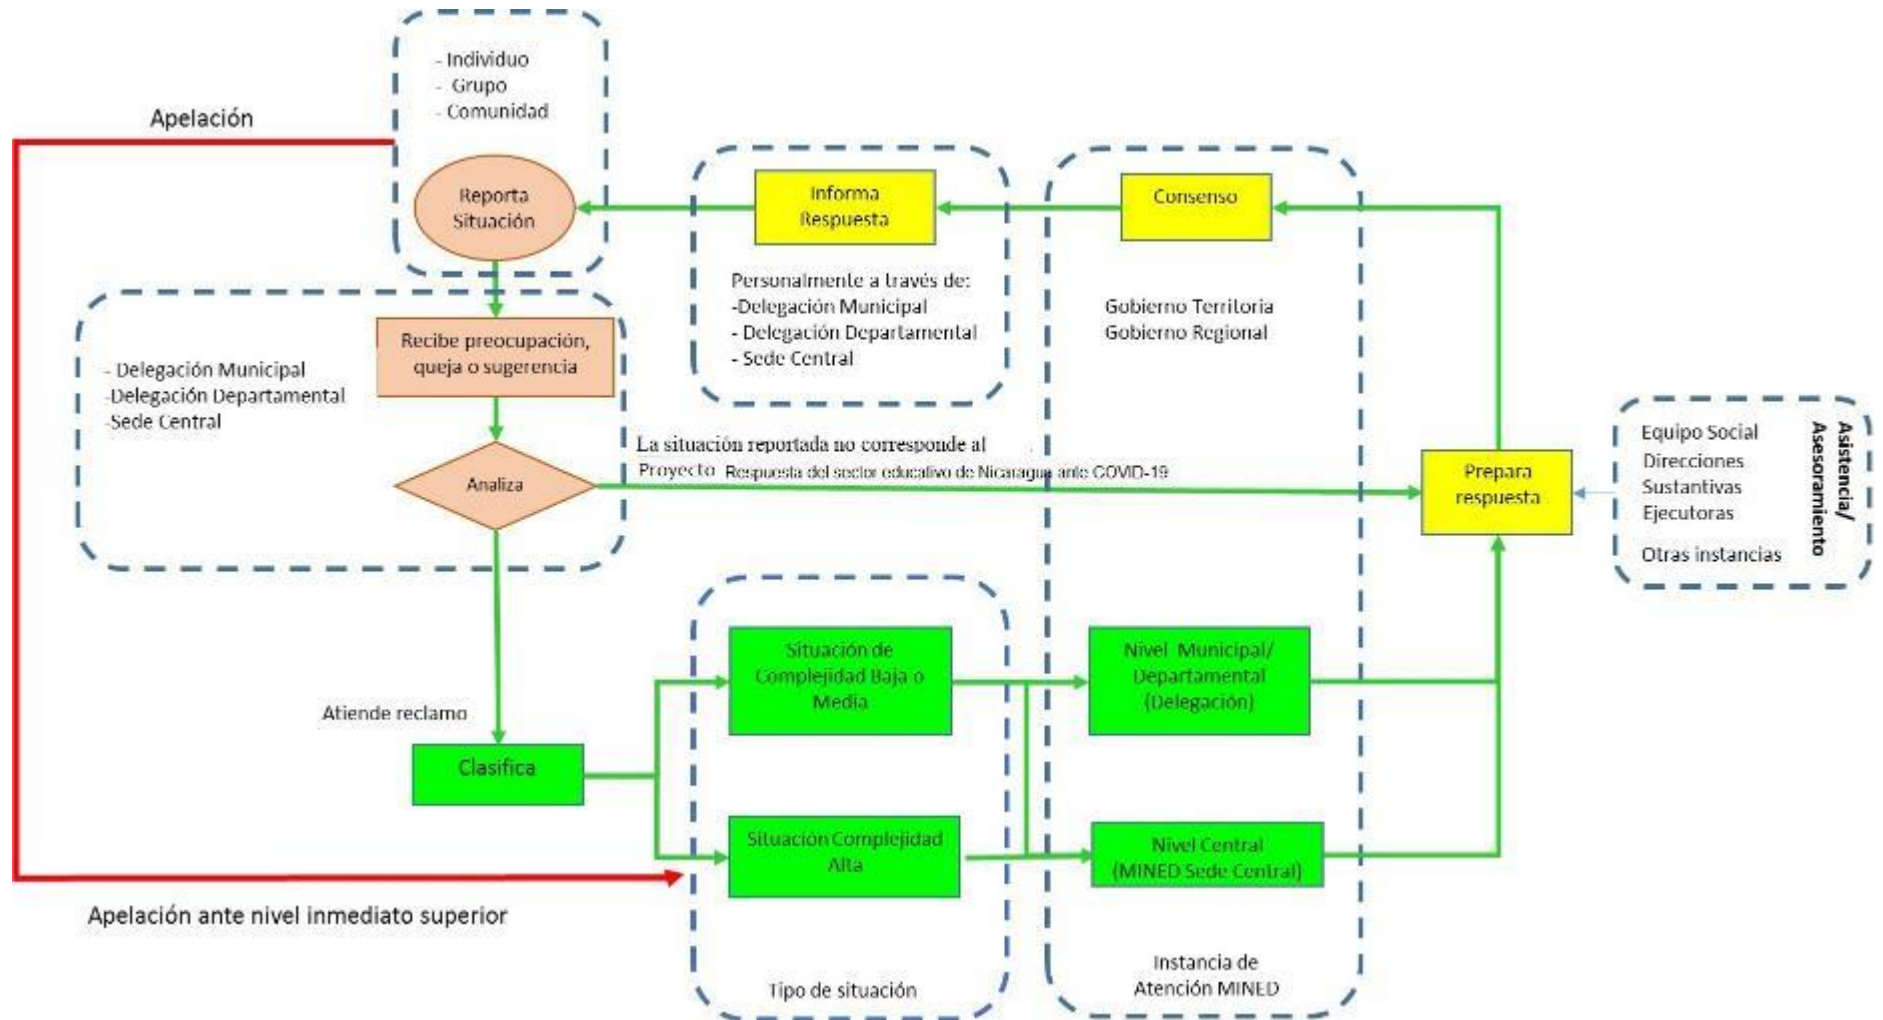 - Individuo
- Grupo
- Comunidad
Apelación
Reporta
Situación
Informa
Respuesta
Consenso
Personalmente a través de:
-Delegación Municipal
- Delegación Departamental
- Sede Central
Gobierno Territoria
Gobierno Regional
Recibe preocupación,
queja o sugerencia
- Delegación Municipal
-Delegación Departamental
-Sede Central
Analiza
La situación reportada no corresponde al
Proyecto Respuesta del sector educativo de Nicaragua ante COVID-19
Prepara
respuesta
Equipo Social
Direcciones
Sustantivas
Ejecutoras
Otras instancias
Asistencia/
Asesoramiento
Situación de
Complejidad Baja o
Media
Nivel Municipal/
Departamental
(Delegación)
Atiende reclamo
Clasifica
Situación Complejidad
Alta
Nivel Central
(MINED Sede Central)
Apelación ante nivel inmediato superior
Tipo de situación
Instancia de
Atención MINED